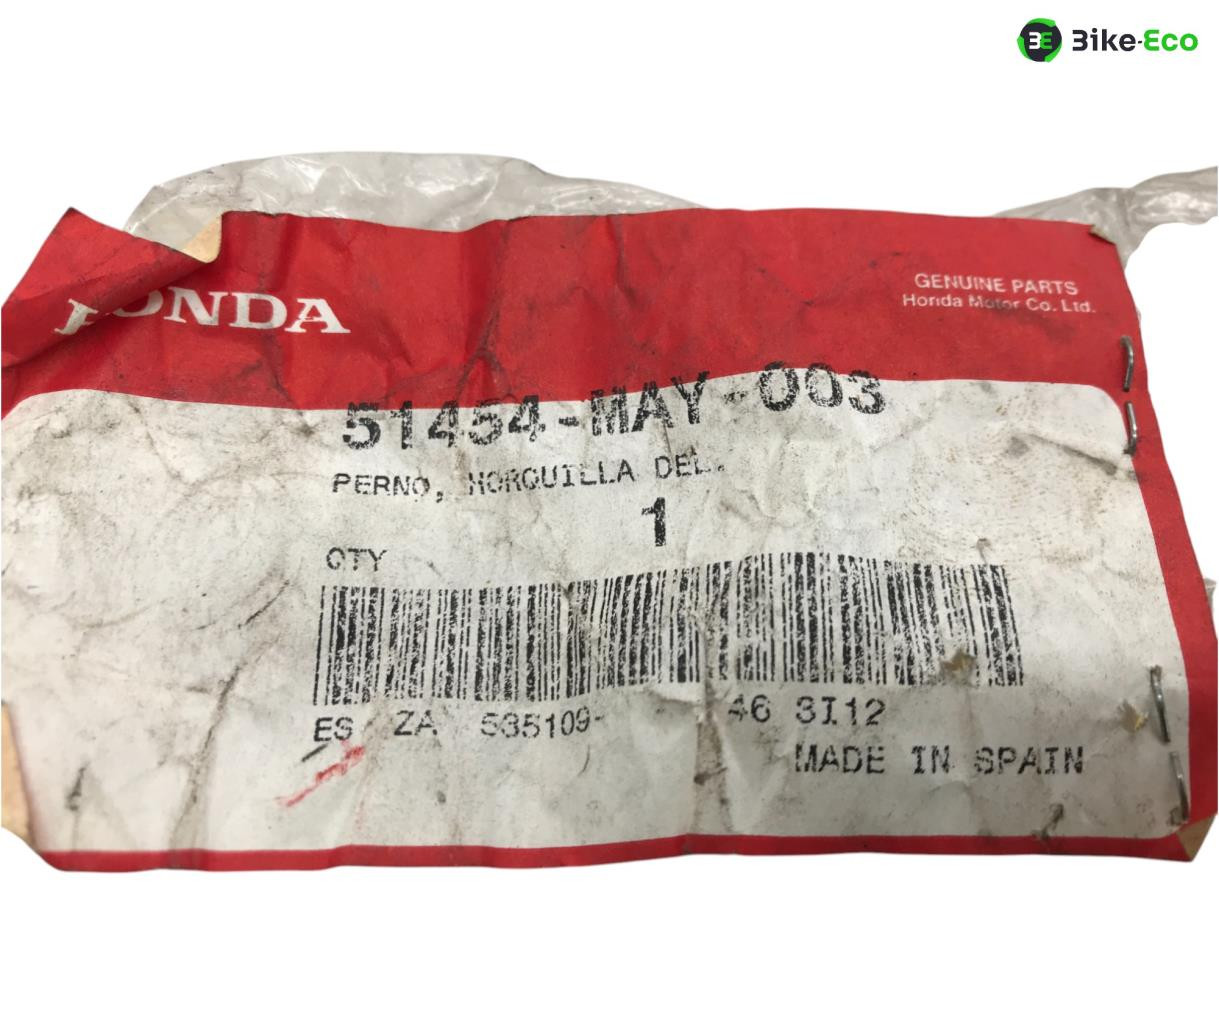 BE Bike-Eco
HONDA
GENUINE PARTS
Honda Motor Co. Ltd.
51454-MAY-003
PERNO, HORQUILLA DEL.
1
QTY
ES ZA 535109- 46 3I12
MADE IN SPAIN